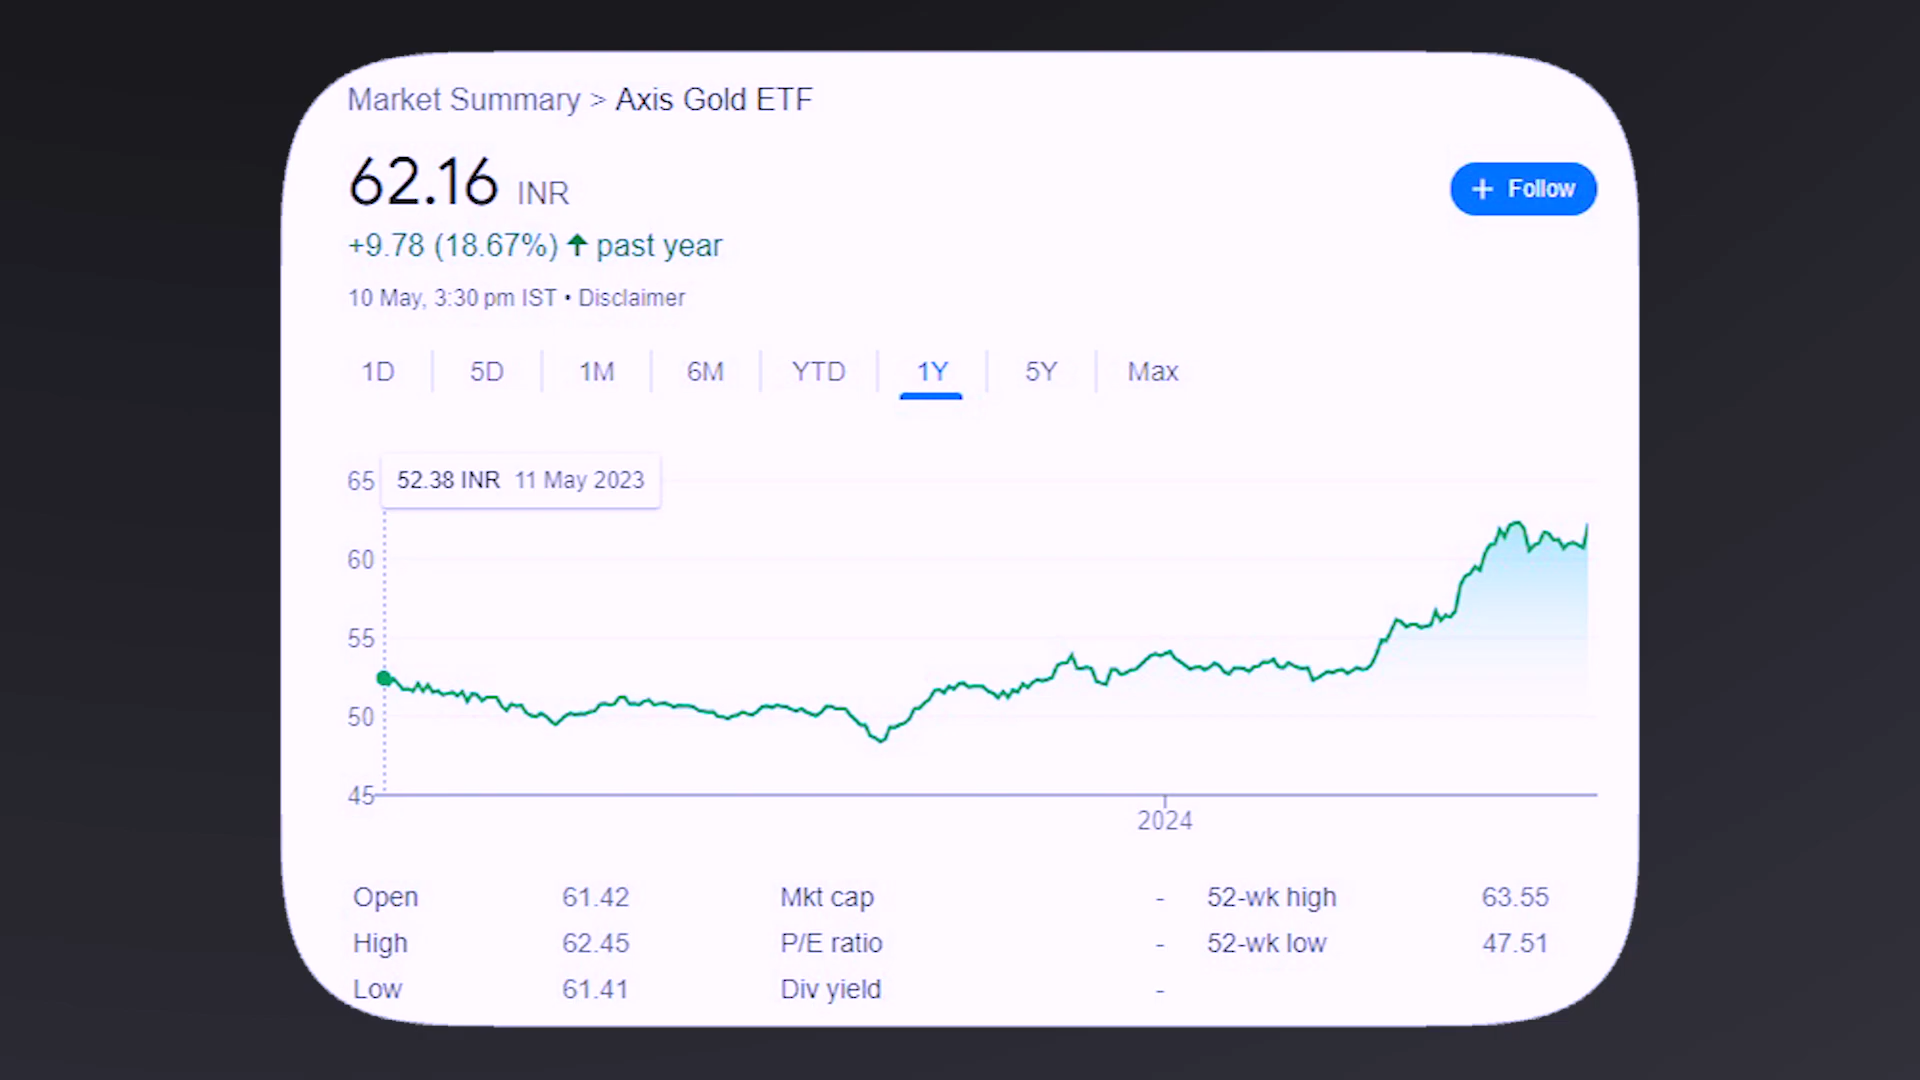 Market Summary > Axis Gold ETF
62.16 INR
+ Follow
+9.78 (18.67%) ↑ past year
10 May, 3:30 pm IST • Disclaimer
1D 5D 1M 6M YTD 1Y 5Y Max
65
52.38 INR 11 May 2023
60
55
50
45
2024
Open 61.42 Mkt cap - 52-wk high 63.55
High 62.45 P/E ratio - 52-wk low 47.51
Low 61.41 Div yield -